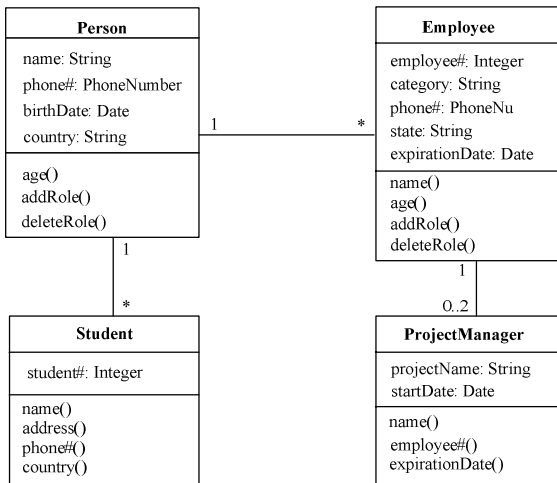 Person
name: String
phone#: PhoneNumber
birthDate: Date
country: String
age()
addRole()
deleteRole()
1
*
Employee
employee#: Integer
category: String
phone#: PhoneNu
state: String
expirationDate: Date
name()
age()
addRole()
deleteRole()
1
*
1
0..2
Student
student#: Integer
name()
address()
phone#()
country()
ProjectManager
projectName: String
startDate: Date
name()
employee#()
expirationDate()